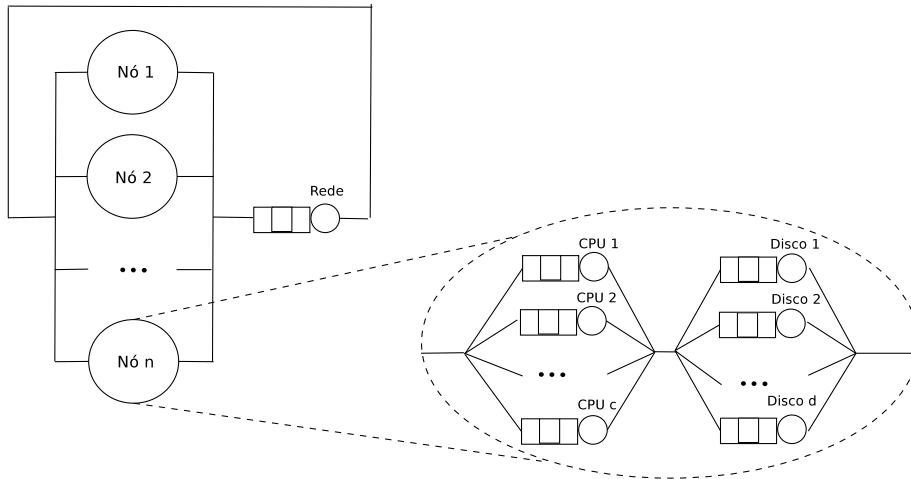 Nó 1
Nó 2
...
Nó n
Rede
CPU 1
CPU 2
...
CPU c
Disco 1
Disco 2
...
Disco d